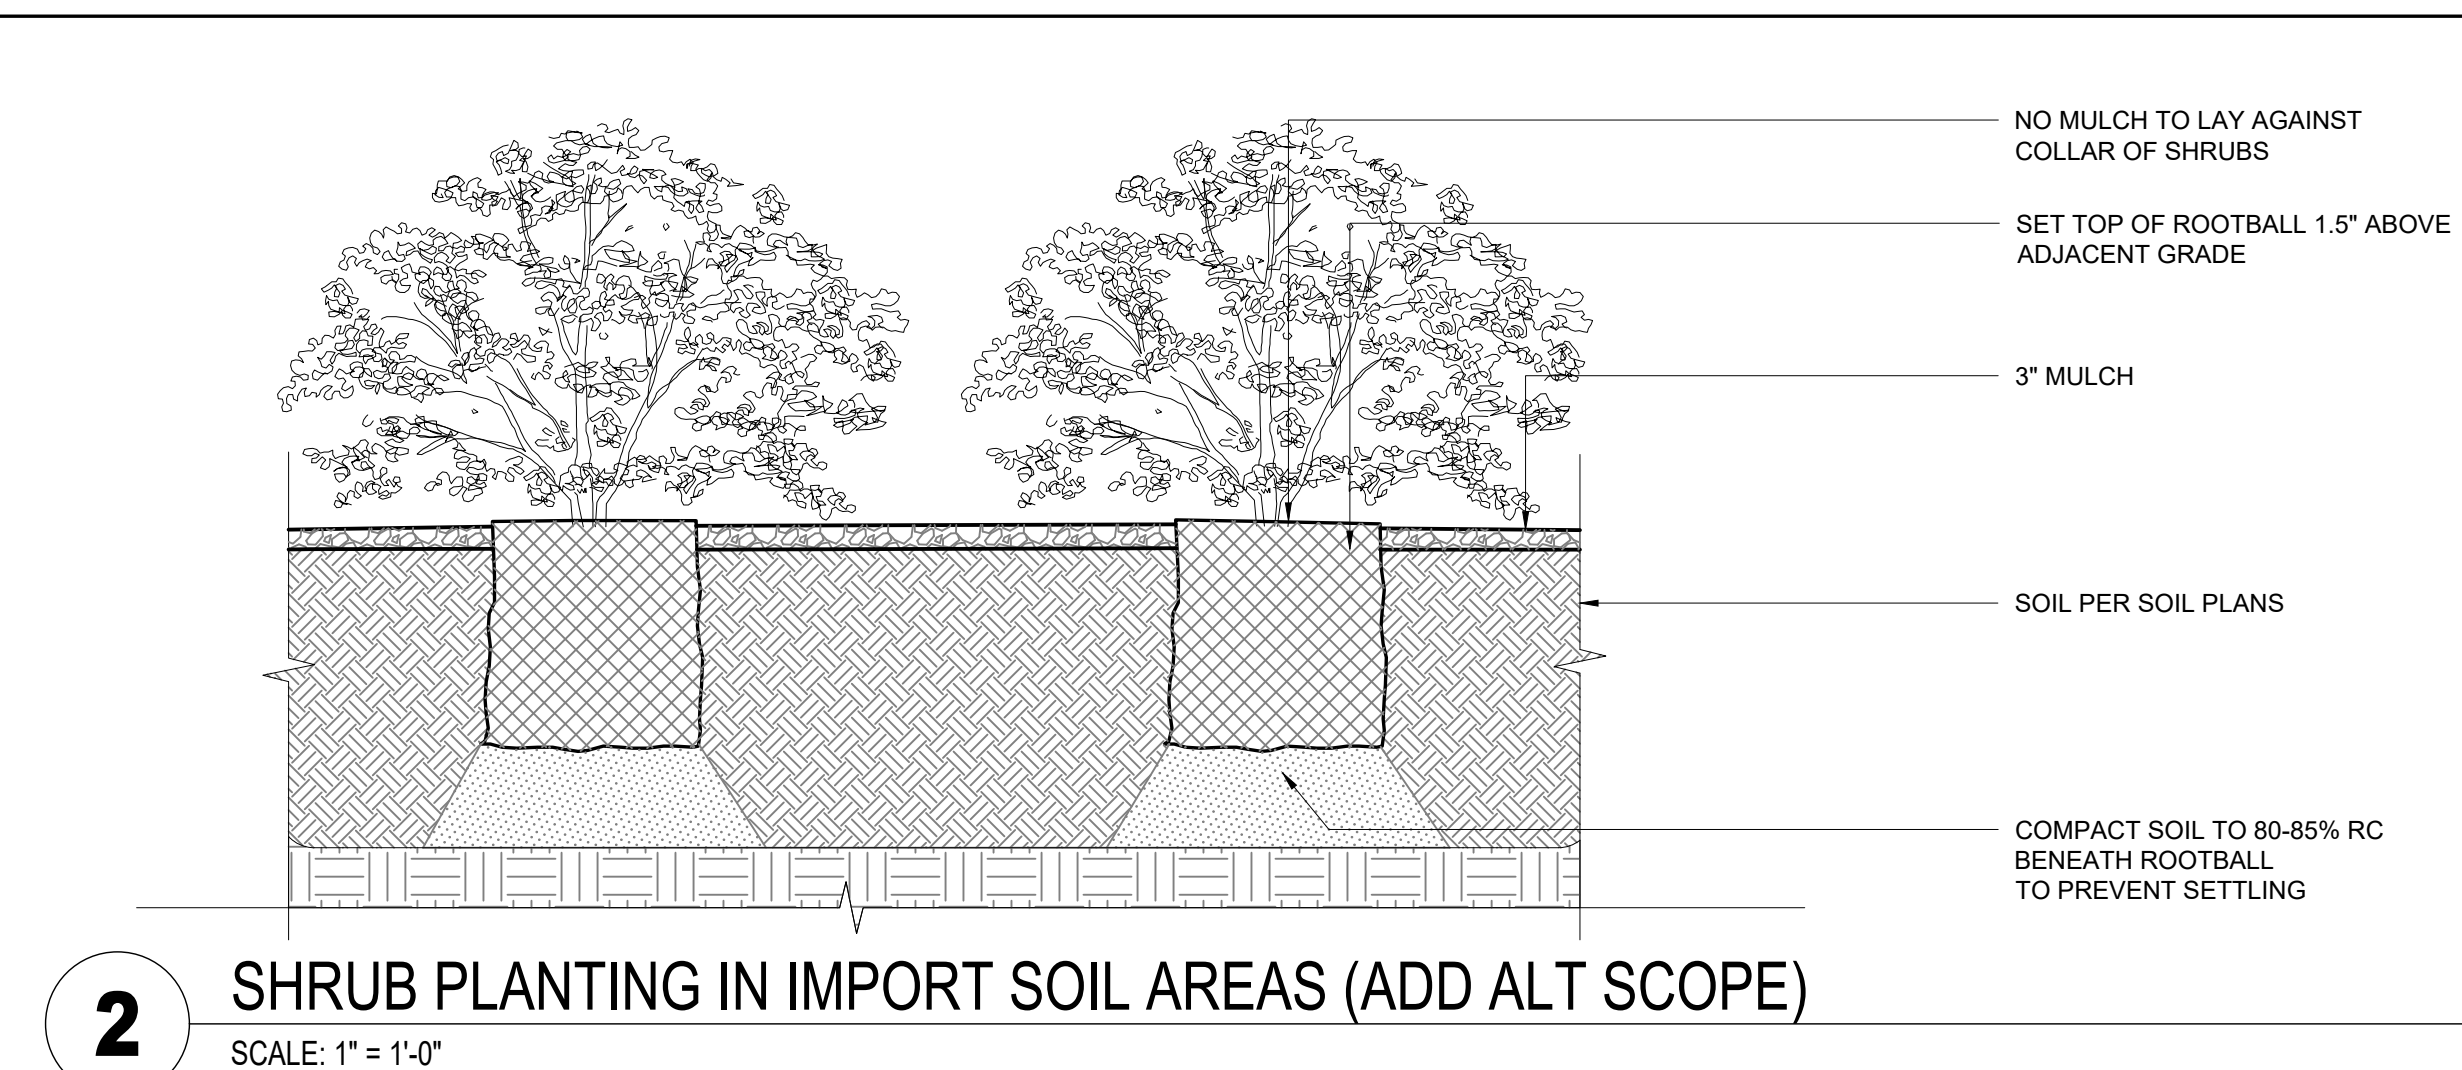 NO MULCH TO LAY AGAINST
COLLAR OF SHRUBS
SET TOP OF ROOTBALL 1.5" ABOVE
ADJACENT GRADE
3" MULCH
SOIL PER SOIL PLANS
COMPACT SOIL TO 80-85% RC
BENEATH ROOTBALL
TO PREVENT SETTLING
2
SHRUB PLANTING IN IMPORT SOIL AREAS (ADD ALT SCOPE)
SCALE: 1" = 1'-0"